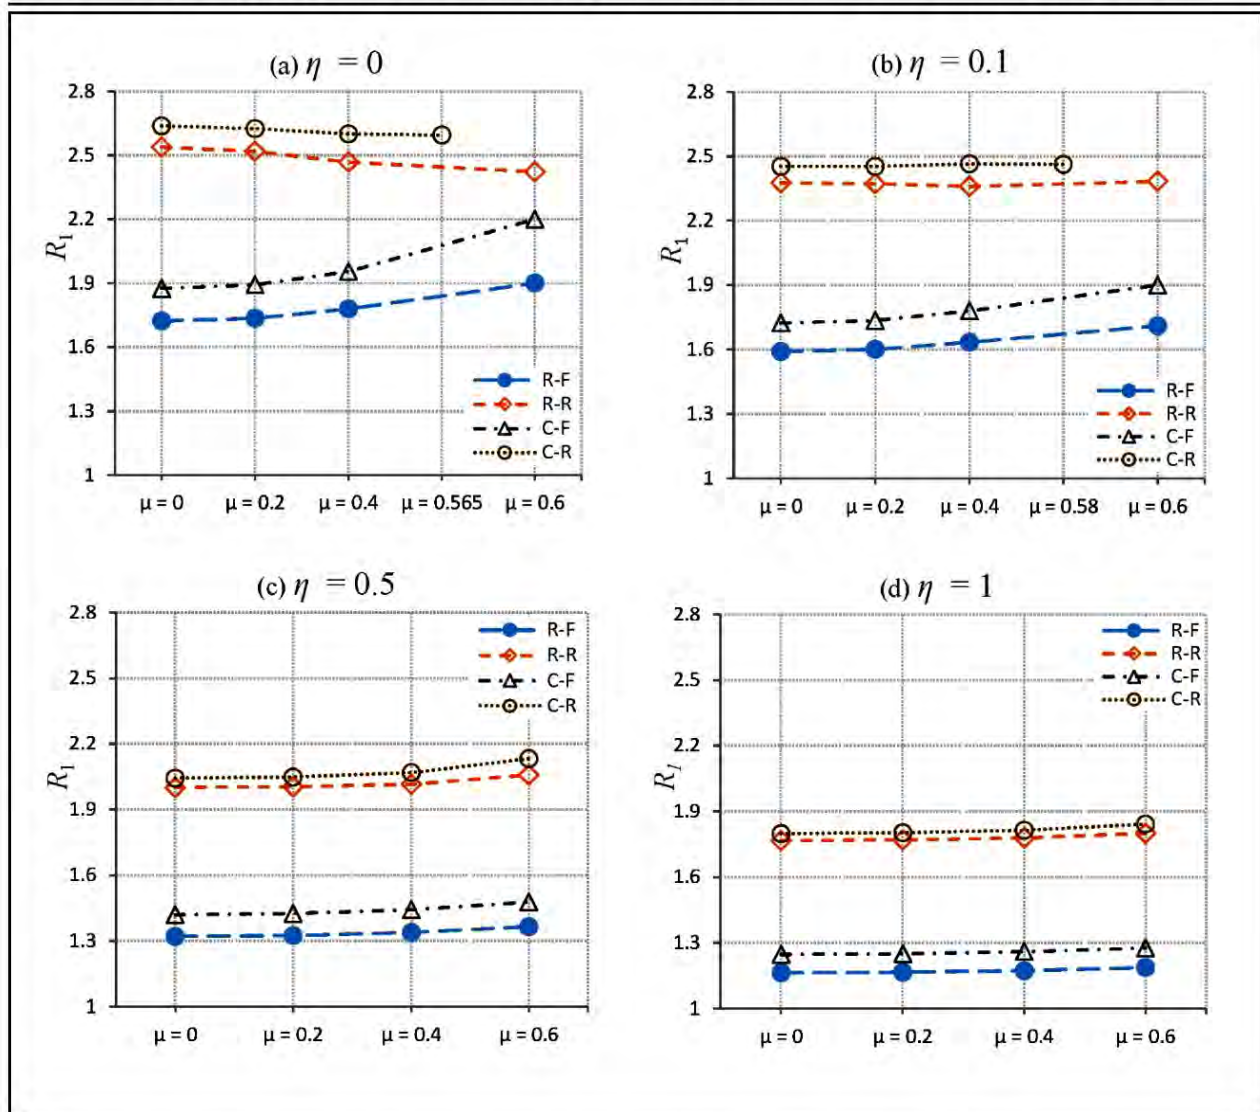 (a) η = 0
2.8
2.5
2.2
1.9
1.6
1.3
1
R₁
R-F
R-R
C-F
C-R
μ = 0 μ = 0.2 μ = 0.4 μ = 0.565 μ = 0.6
(b) η = 0.1
2.8
2.5
2.2
1.9
1.6
1.3
1
R₁
R-F
R-R
C-F
C-R
μ = 0 μ = 0.2 μ = 0.4 μ = 0.58 μ = 0.6
(c) η = 0.5
2.8
2.5
2.2
1.9
1.6
1.3
1
R₁
R-F
R-R
C-F
C-R
μ = 0 μ = 0.2 μ = 0.4 μ = 0.6
(d) η = 1
2.8
2.5
2.2
1.9
1.6
1.3
1
R₁
R-F
R-R
C-F
C-R
μ = 0 μ = 0.2 μ = 0.4 μ = 0.6